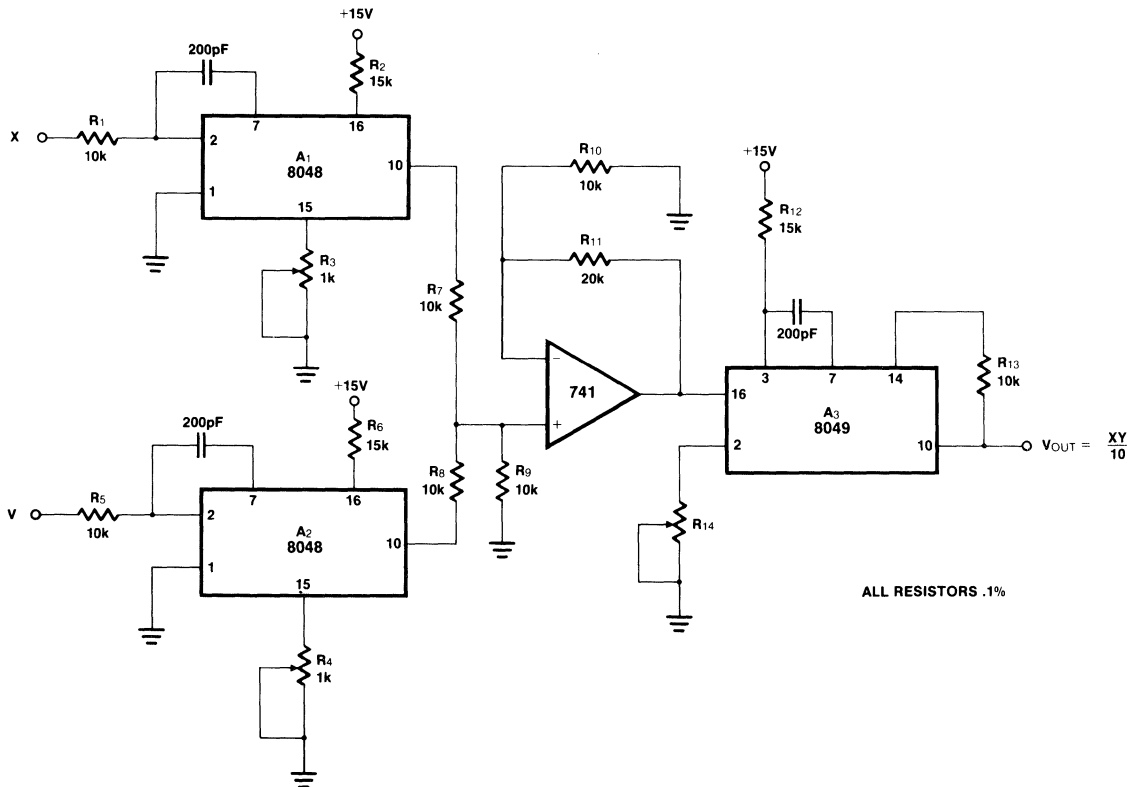 +15V
200pF
R2
15k
X
R1
10k
7
16
2
A1
8048
10
1
15
R3
1k
R7
10k
R10
10k
R11
20k
+15V
R12
15k
200pF
R13
10k
−
741
+
3
7
14
16
A3
8049
2
10
VOUT = XY
10
R14
R8
10k
R9
10k
+15V
200pF
R6
15k
V
R5
10k
7
16
2
A2
8048
10
1
15
R4
1k
ALL RESISTORS .1%